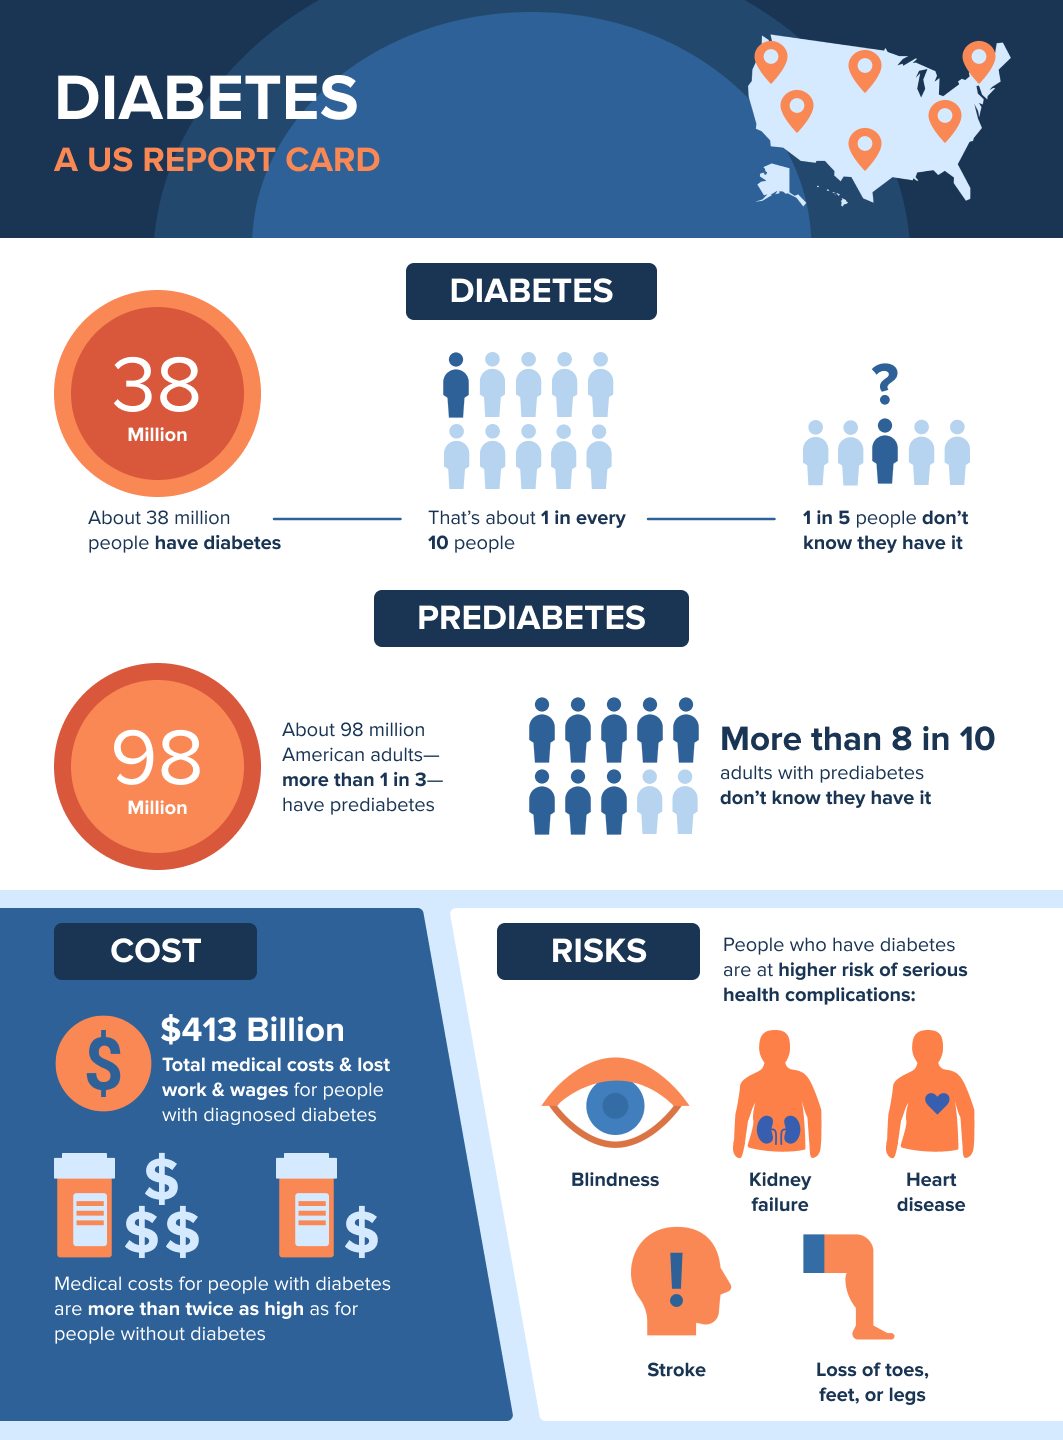 DIABETES
A US REPORT CARD
DIABETES
38
Million
About 38 million
people have diabetes
That’s about 1 in every
10 people
?
1 in 5 people don’t
know they have it
PREDIABETES
98
Million
About 98 million
American adults—
more than 1 in 3—
have prediabetes
More than 8 in 10
adults with prediabetes
don’t know they have it
COST
$
$413 Billion
Total medical costs & lost
work & wages for people
with diagnosed diabetes
$
$$
$
Medical costs for people with diabetes
are more than twice as high as for
people without diabetes
RISKS
People who have diabetes
are at higher risk of serious
health complications:
Blindness
Kidney
failure
Heart
disease
!
Stroke
Loss of toes,
feet, or legs